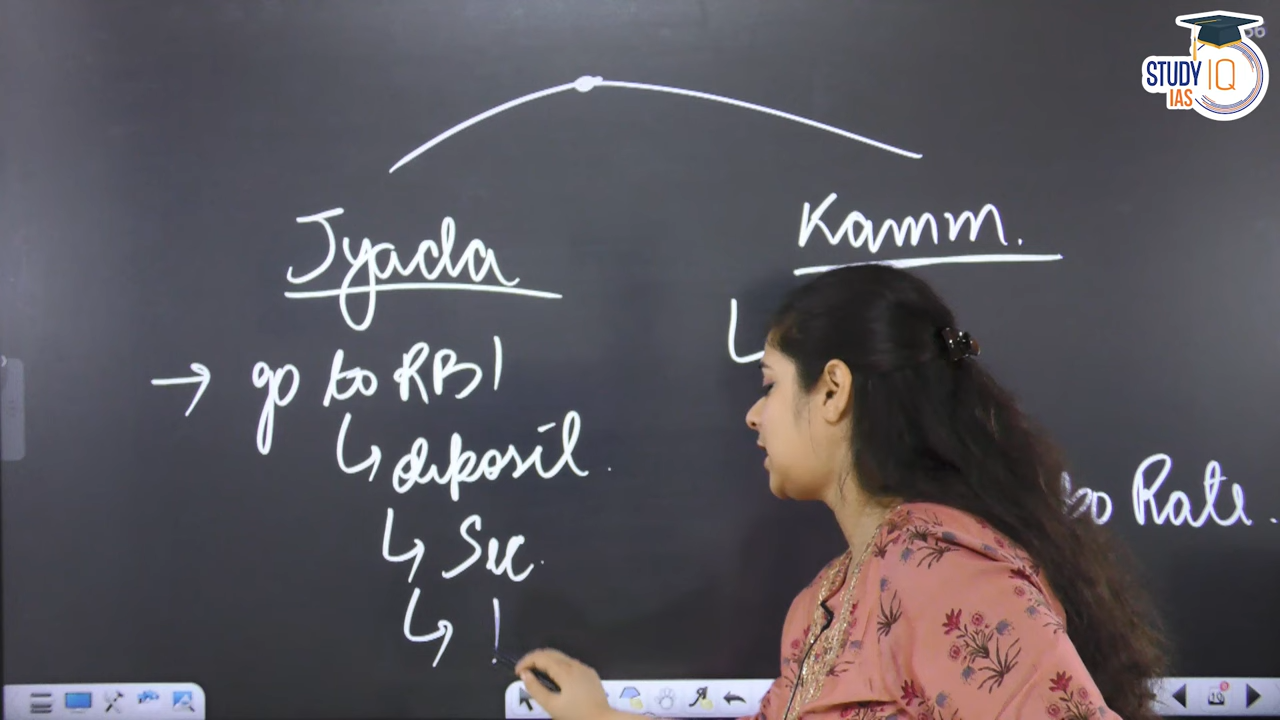 STUDY IQ
IAS
Jyada
Kamm.
→ go to RBI
↳ deposit.
↳ Sec.
Rate.